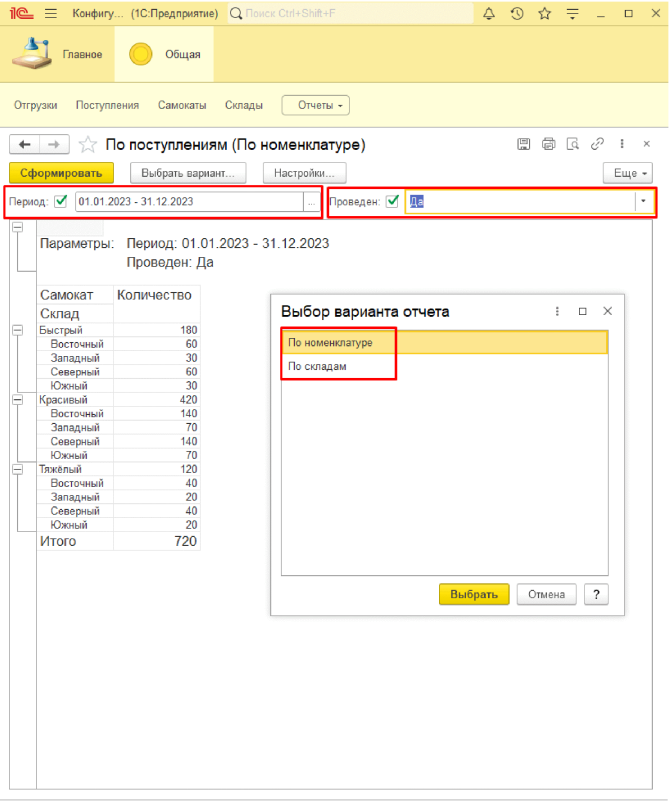 1С Конфигу... (1С:Предприятие) Поиск Ctrl+Shift+F
Главное Общая
Отгрузки Поступления Самокаты Склады Отчеты
По поступлениям (По номенклатуре)
Сформировать Выбрать вариант... Настройки... Еще
Период: 01.01.2023 - 31.12.2023 ... Проведен: Да
Параметры: Период: 01.01.2023 - 31.12.2023
Проведен: Да
Самокат Количество
Склад
Быстрый 180
Восточный 60
Западный 30
Северный 60
Южный 30
Красивый 420
Восточный 140
Западный 70
Северный 140
Южный 70
Тяжёлый 120
Восточный 40
Западный 20
Северный 40
Южный 20
Итого 720
Выбор варианта отчета
По номенклатуре
По складам
Выбрать Отмена ?